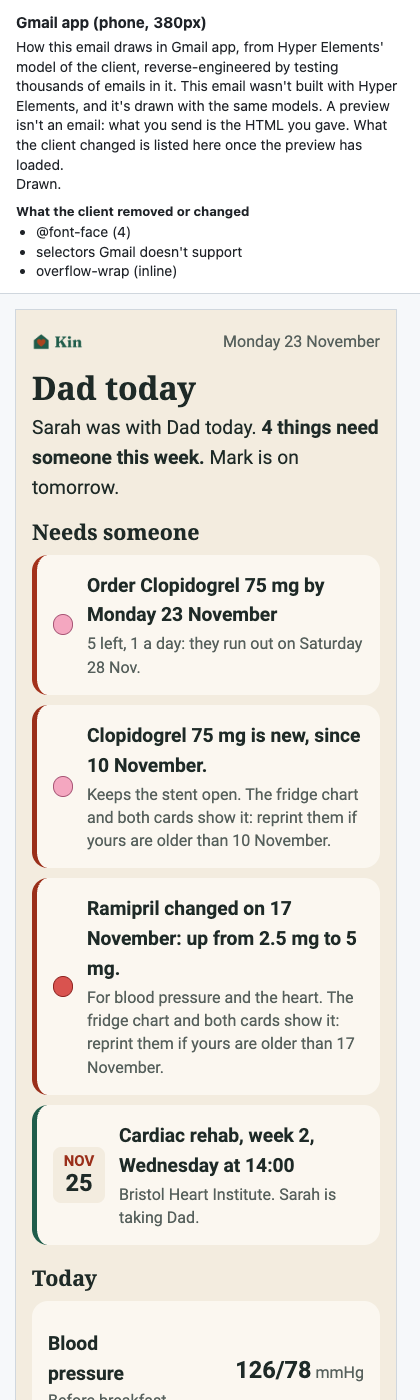 Gmail app (phone, 380px)
How this email draws in Gmail app, from Hyper Elements'
model of the client, reverse-engineered by testing
thousands of emails in it. This email wasn't built with Hyper
Elements, and it's drawn with the same models. A preview
isn't an email: what you send is the HTML you gave. What
the client changed is listed here once the preview has
loaded.
Drawn.
What the client removed or changed
• @font-face (4)
• selectors Gmail doesn't support
• overflow-wrap (inline)
Kin
Monday 23 November
Dad today
Sarah was with Dad today. 4 things need
someone this week. Mark is on
tomorrow.
Needs someone
Order Clopidogrel 75 mg by
Monday 23 November
5 left, 1 a day: they run out on Saturday
28 Nov.
Clopidogrel 75 mg is new, since
10 November.
Keeps the stent open. The fridge chart
and both cards show it: reprint them if
yours are older than 10 November.
Ramipril changed on 17
November: up from 2.5 mg to 5
mg.
For blood pressure and the heart. The
fridge chart and both cards show it:
reprint them if yours are older than 17
November.
NOV
25
Cardiac rehab, week 2,
Wednesday at 14:00
Bristol Heart Institute. Sarah is
taking Dad.
Today
Blood
pressure
126/78 mmHg
Before breakfast